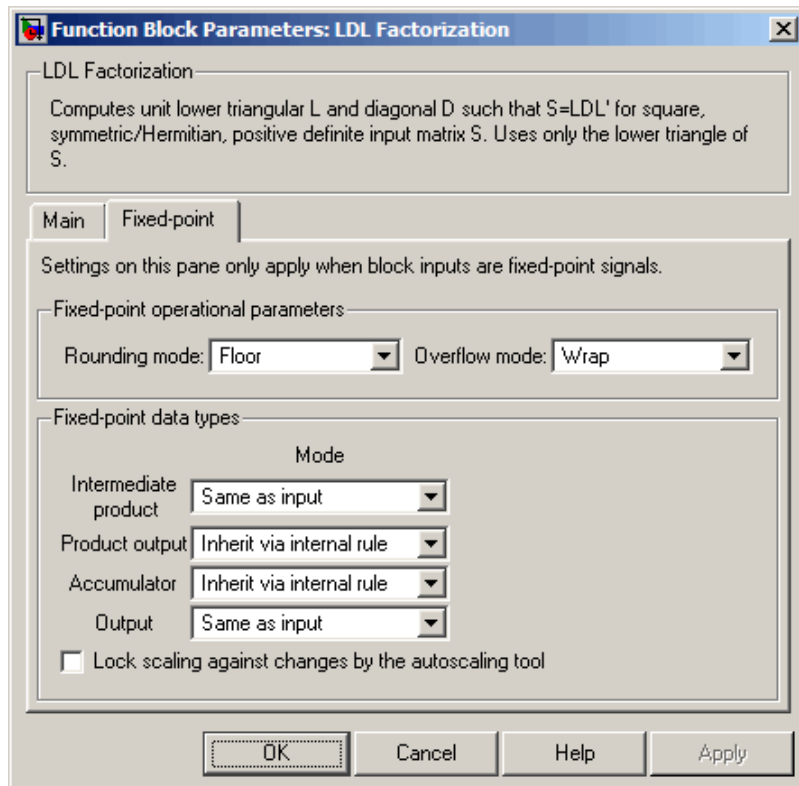 Function Block Parameters: LDL Factorization
LDL Factorization
Computes unit lower triangular L and diagonal D such that S=LDL' for square,
symmetric/Hermitian, positive definite input matrix S. Uses only the lower triangle of
S.
Main Fixed-point
Settings on this pane only apply when block inputs are fixed-point signals.
Fixed-point operational parameters
Rounding mode: Floor Overflow mode: Wrap
Fixed-point data types
Mode
Intermediate
product Same as input
Product output Inherit via internal rule
Accumulator Inherit via internal rule
Output Same as input
Lock scaling against changes by the autoscaling tool
OK Cancel Help Apply